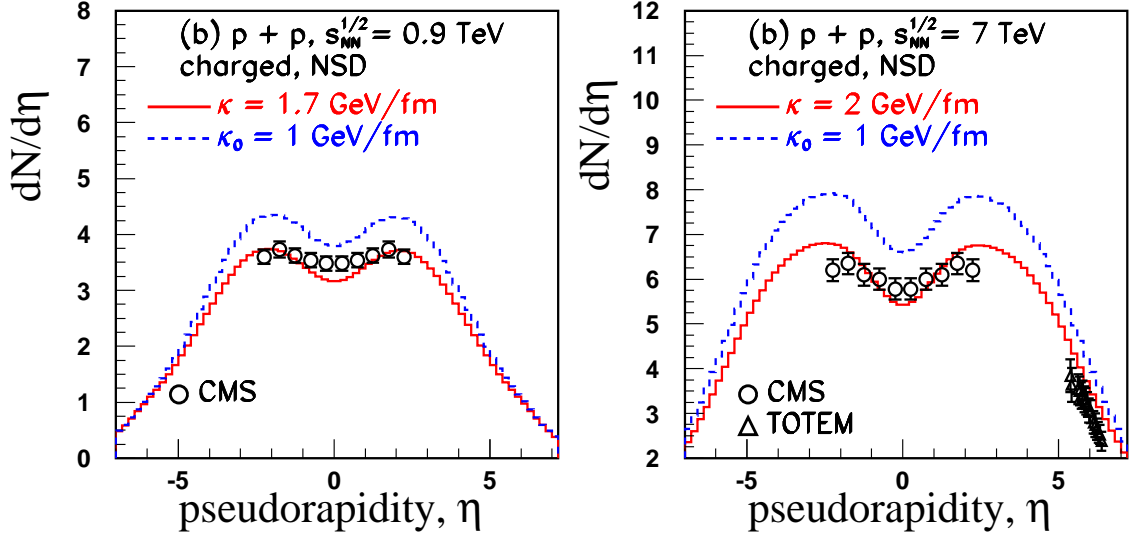 (b) p + p, s_NN^1/2 = 0.9 TeV
charged, NSD
κ = 1.7 GeV/fm
κ₀ = 1 GeV/fm
CMS
dN/dη
10
9
8
7
6
5
4
3
2
1
0
-5
0
5
pseudorapidity, η
(b) p + p, s_NN^1/2 = 7 TeV
charged, NSD
κ = 2 GeV/fm
κ₀ = 1 GeV/fm
CMS
TOTEM
dN/dη
12
11
10
9
8
7
6
5
4
3
2
-5
0
5
pseudorapidity, η